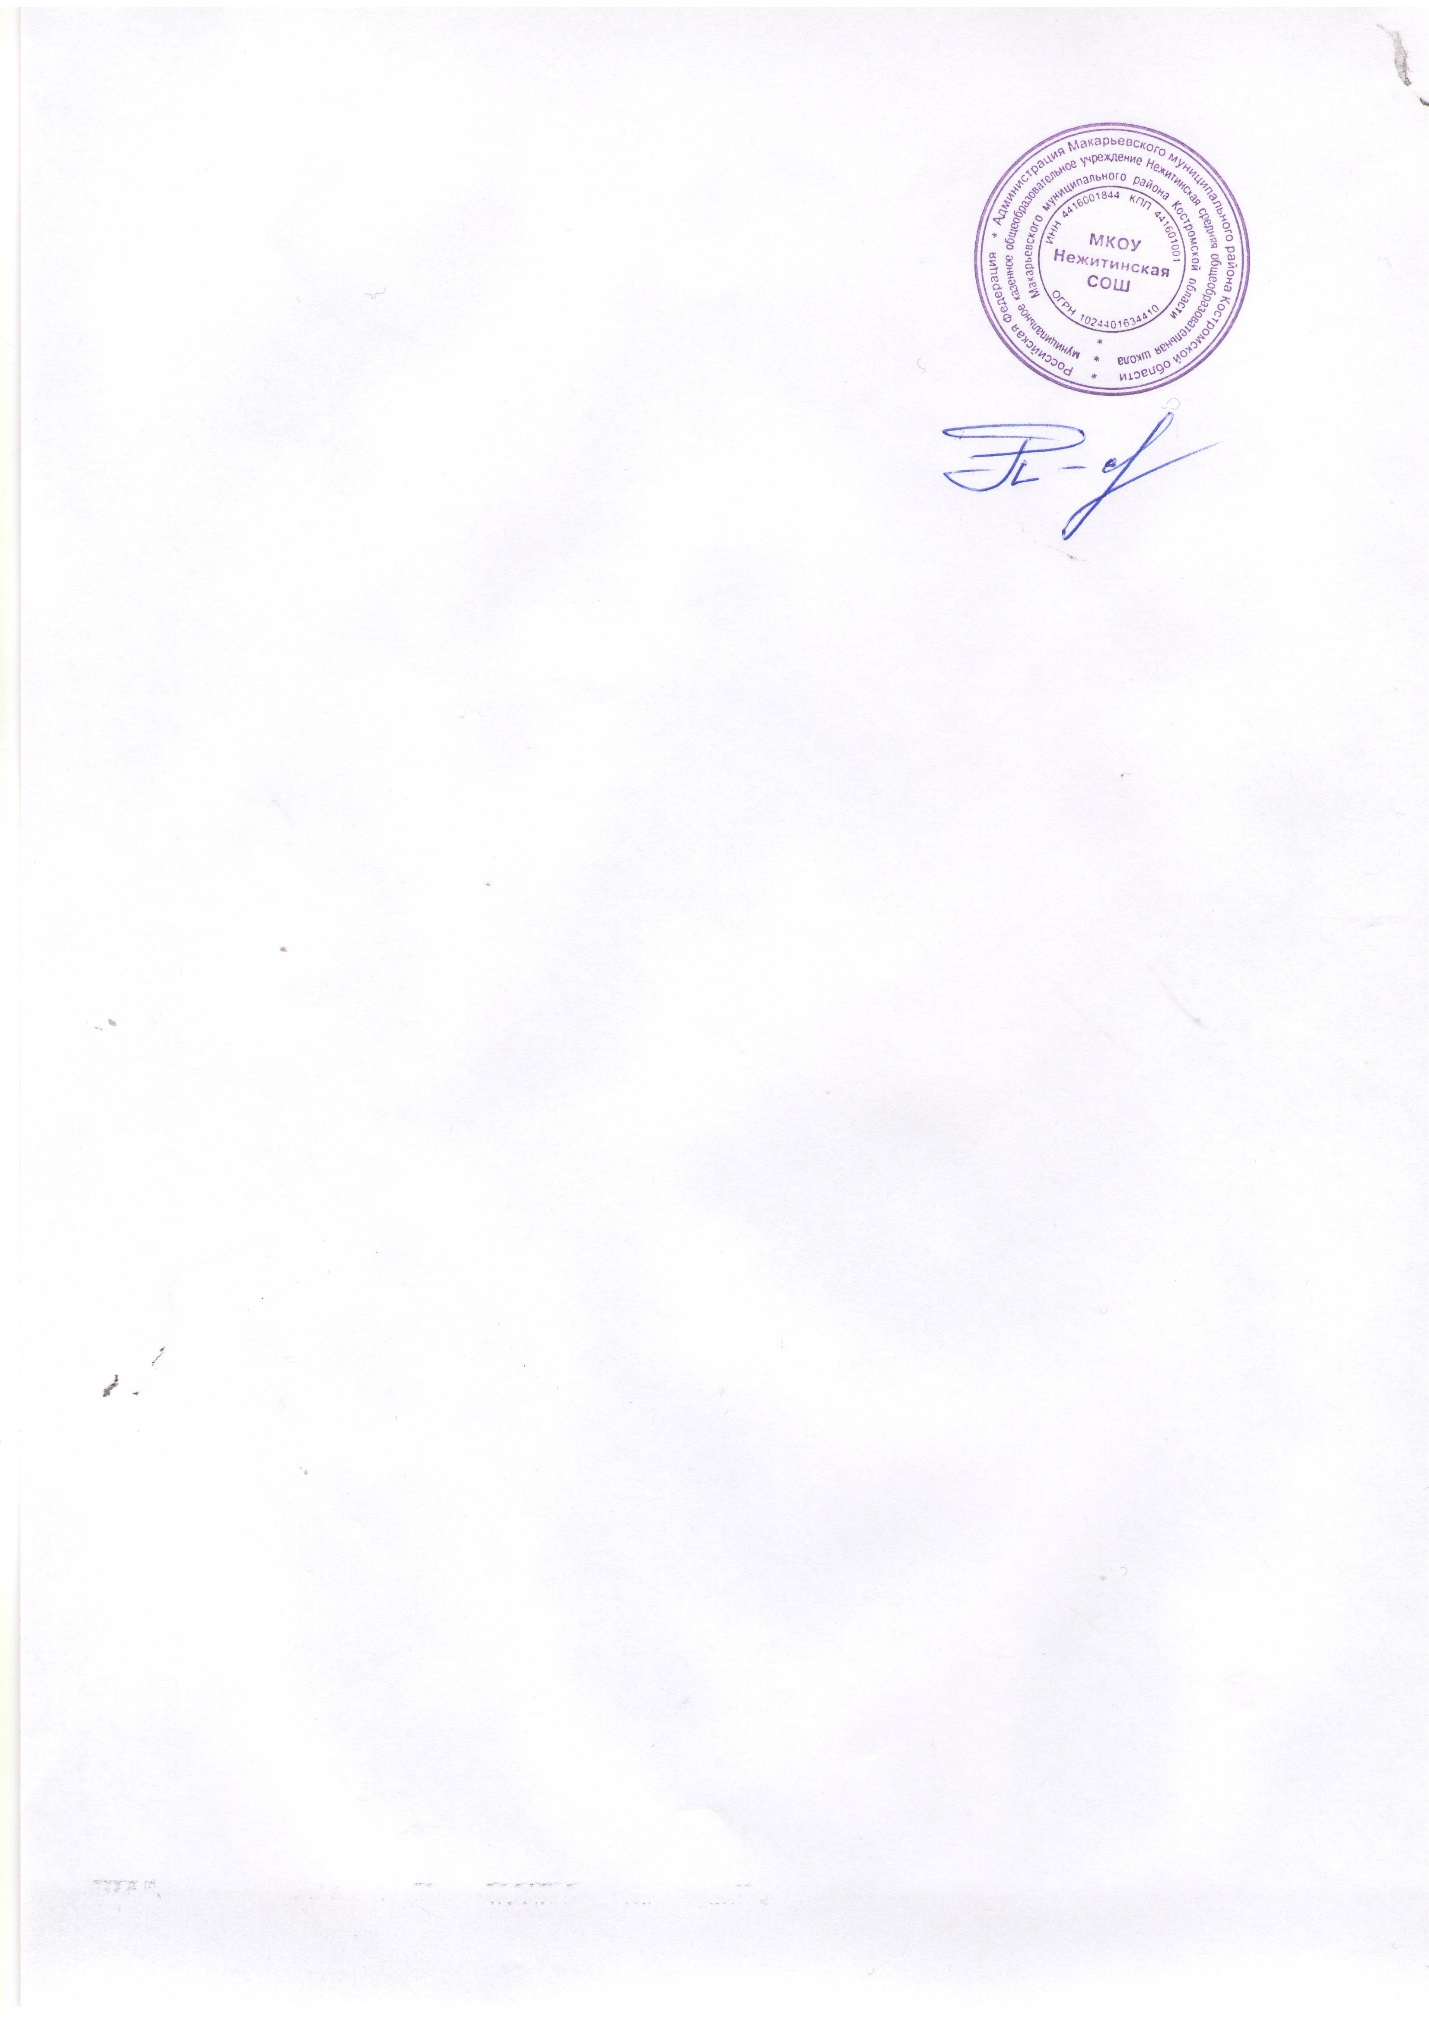 Российская Федерация * Администрация Макарьевского муниципального района Костромской области *
муниципальное казенное общеобразовательное учреждение Нежитинская средняя общеобразовательная школа *
Макарьевского муниципального района Костромской области *
ИНН 4416001844 КПП 441601001
МКОУ
Нежитинская
СОШ
ОГРН 1024401634410